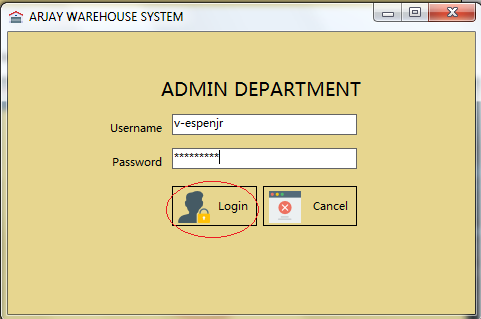 ARJAY WAREHOUSE SYSTEM
ADMIN DEPARTMENT
Username v-espenjr
Password *********
Login Cancel